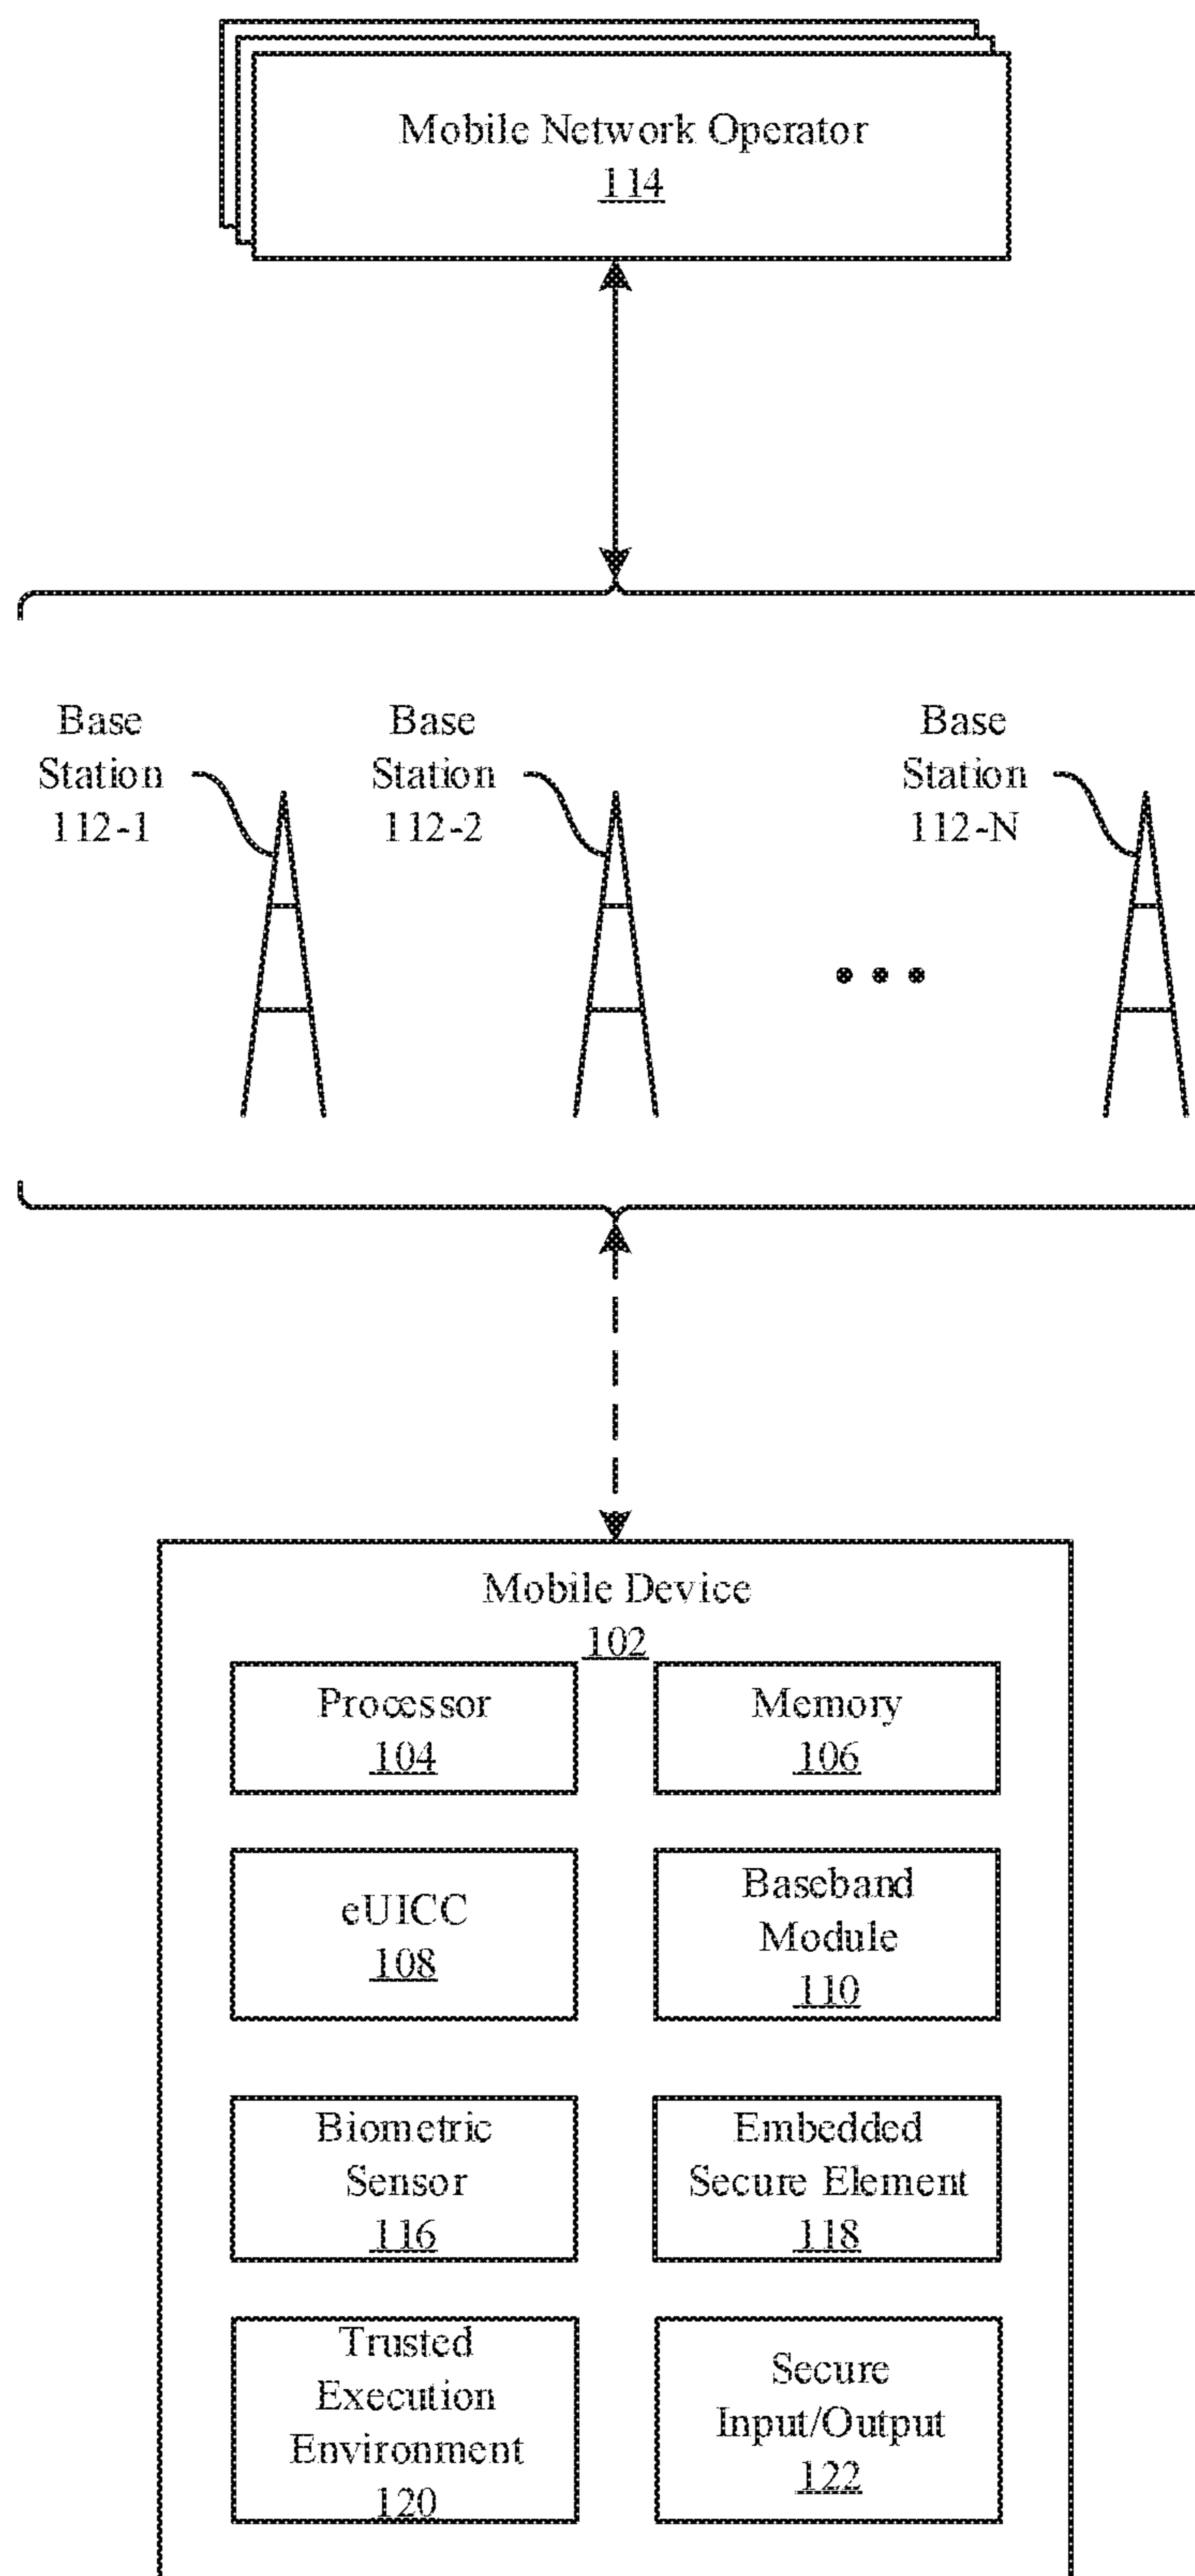 Mobile Network Operator
114
Base
Station
112-1
Base
Station
112-2
Base
Station
112-N
Mobile Device
102
Processor
104
Memory
106
eUICC
108
Baseband
Module
110
Biometric
Sensor
116
Embedded
Secure Element
118
Trusted
Execution
Environment
120
Secure
Input/Output
122